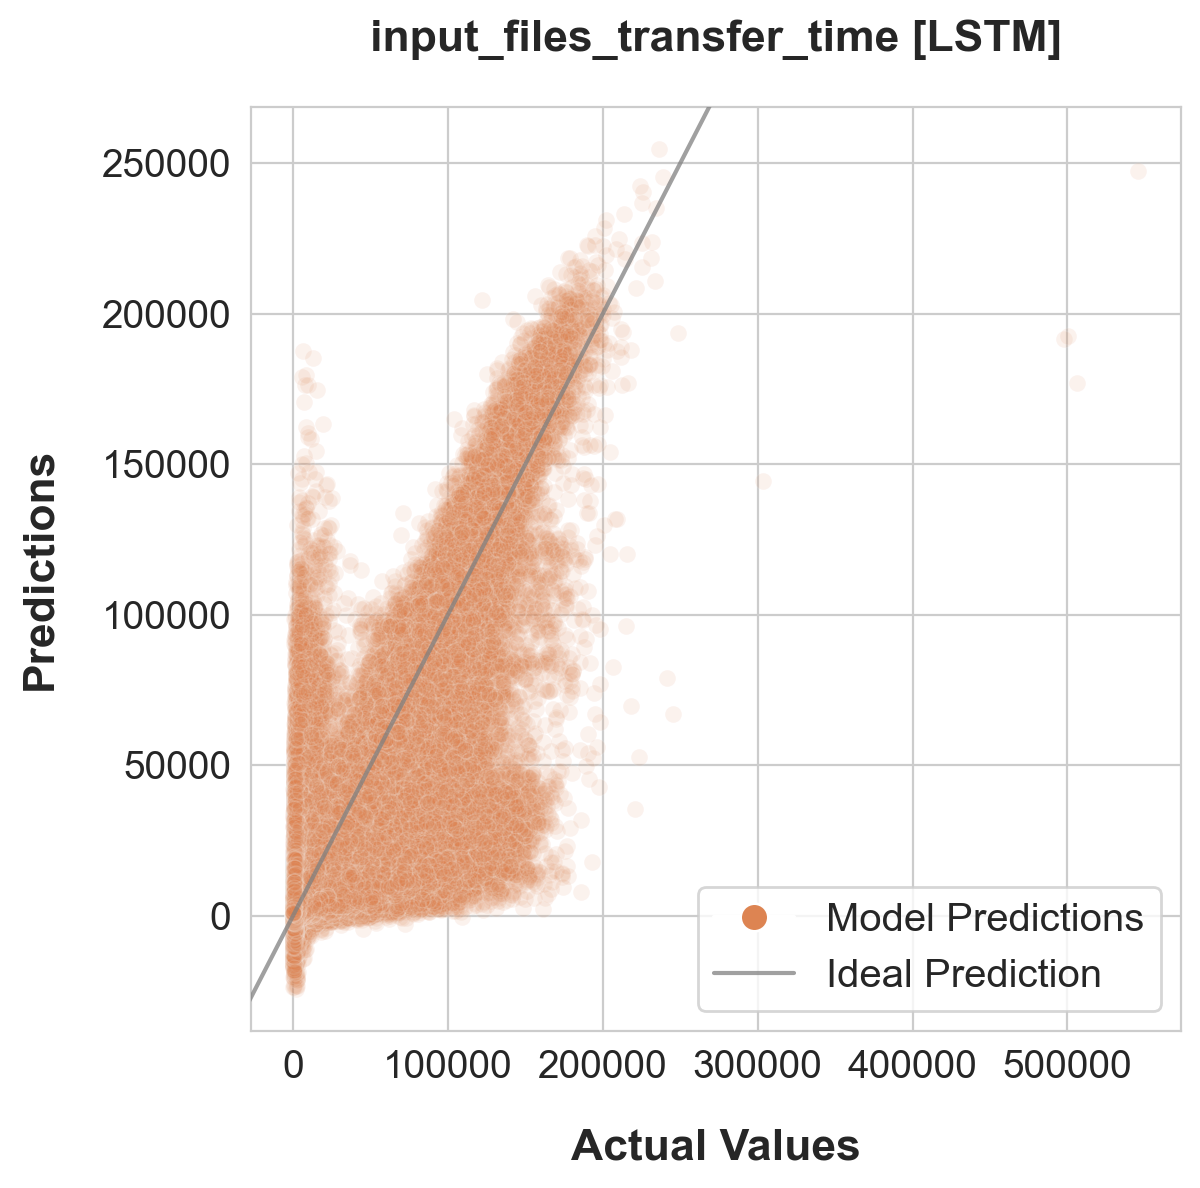 input_files_transfer_time [LSTM]
250000
200000
150000
100000
50000
0
Predictions
Model Predictions
Ideal Prediction
0 100000 200000 300000 400000 500000
Actual Values